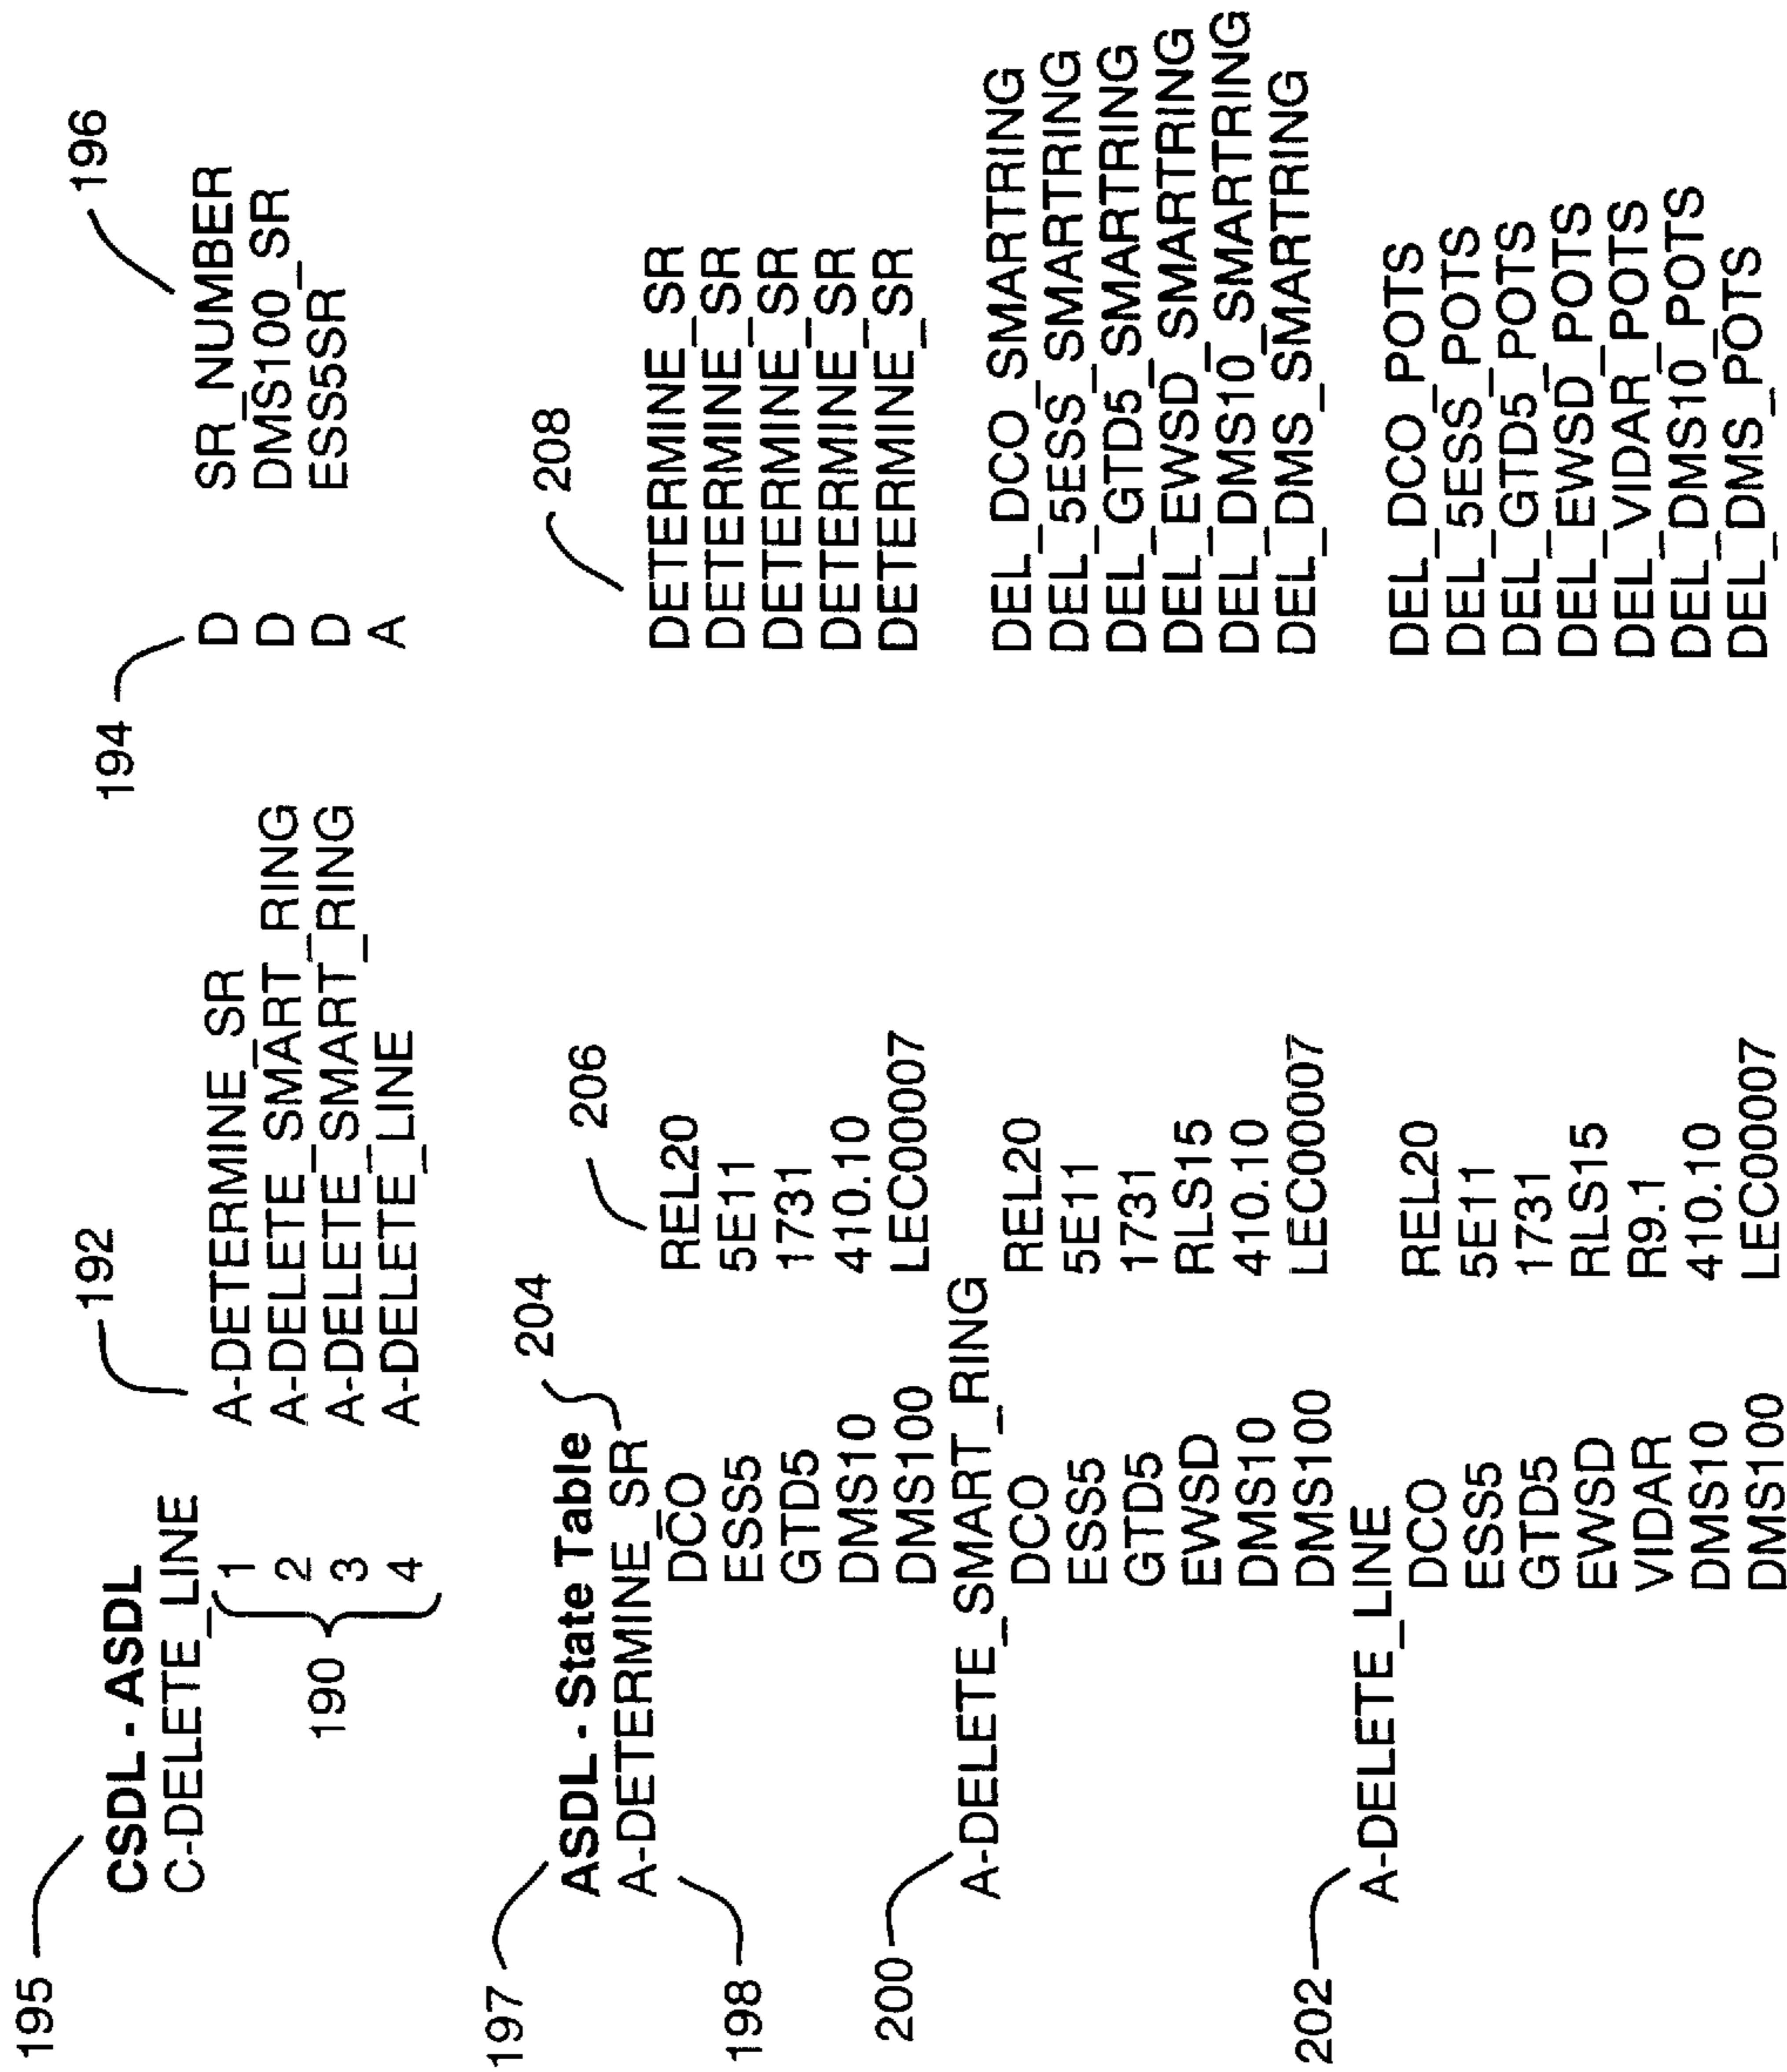 195
CSDL - ASDL
192
194
196
C-DELETE_LINE
1 A-DETERMINE_SR D SR_NUMBER
2 A-DELETE_SMART_RING D DMS100_SR
3 A-DELETE_SMART_RING D ESS5SR
4 A-DELETE_LINE A
190
197
ASDL - State Table
204
206
208
198
A-DETERMINE_SR
DCO REL20 DETERMINE_SR
ESS5 5E11 DETERMINE_SR
GTD5 1731 DETERMINE_SR
DMS10 410.10 DETERMINE_SR
DMS100 LEC00007 DETERMINE_SR
200
A-DELETE_SMART_RING
DCO REL20 DEL_DCO_SMARTRING
ESS5 5E11 DEL_5ESS_SMARTRING
GTD5 1731 DEL_GTD5_SMARTRING
EWSD RLS15 DEL_EWSD_SMARTRING
DMS10 410.10 DEL_DMS10_SMARTRING
DMS100 LEC00007 DEL_DMS_SMARTRING
202
A-DELETE_LINE
DCO REL20 DEL_DCO_POTS
ESS5 5E11 DEL_5ESS_POTS
GTD5 1731 DEL_GTD5_POTS
EWSD RLS15 DEL_EWSD_POTS
VIDAR R9.1 DEL_VIDAR_POTS
DMS10 410.10 DEL_DMS10_POTS
DMS100 LEC00007 DEL_DMS_POTS